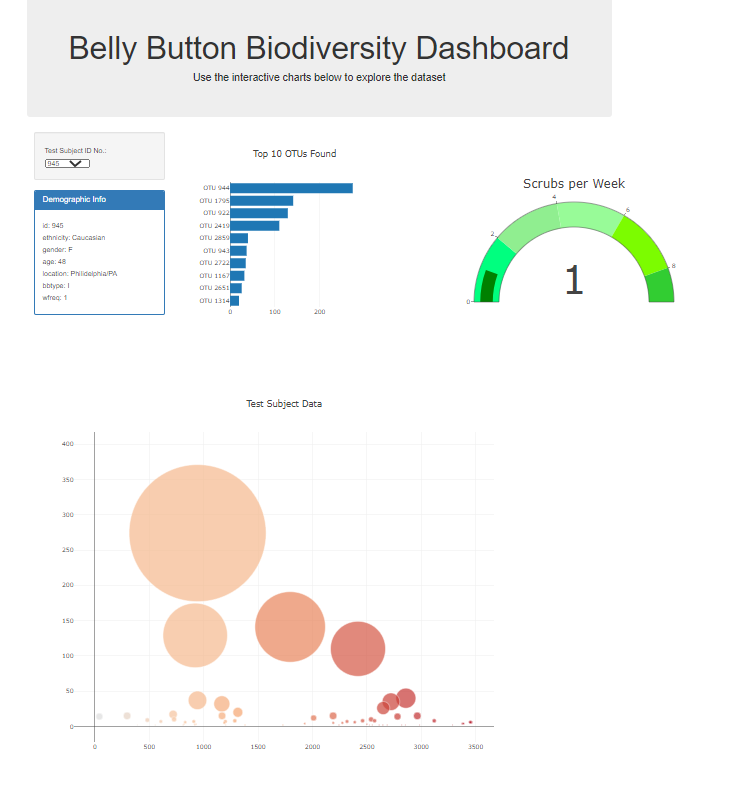 Belly Button Biodiversity Dashboard
Use the interactive charts below to explore the dataset
Test Subject ID No.:
945
Demographic Info
id: 945
ethnicity: Caucasian
gender: F
age: 48
location: Philidelphia/PA
bbtype: I
wfreq: 1
Top 10 OTUs Found
OTU 944
OTU 1795
OTU 922
OTU 2419
OTU 2859
OTU 943
OTU 2722
OTU 1167
OTU 2651
OTU 1314
0 100 200
Scrubs per Week
0
2
4
6
8
1
Test Subject Data
400
350
300
250
200
150
100
50
0
0 500 1000 1500 2000 2500 3000 3500